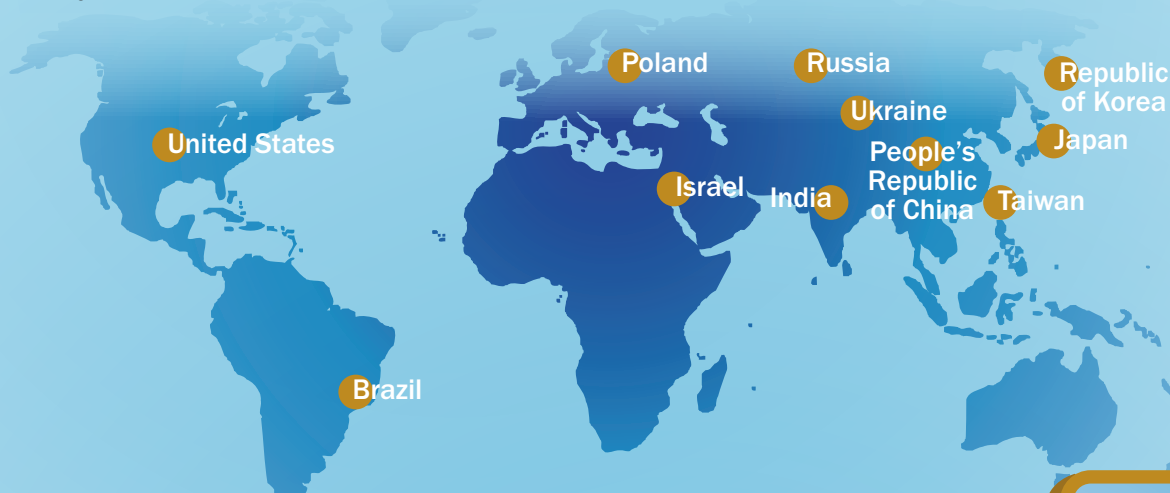 Poland
Russia
Republic
of Korea
Ukraine
United States
Japan
People's
Republic
of China
Israel
India
Taiwan
Brazil